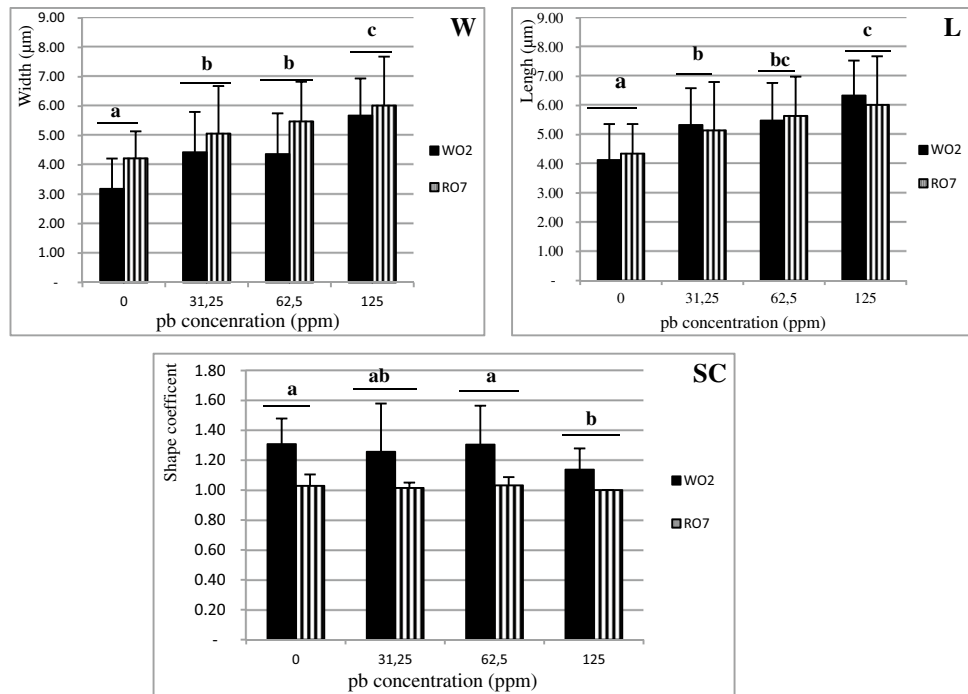 W
Width (µm)
9.00
8.00
7.00
6.00
5.00
4.00
3.00
2.00
1.00
-
a
b
b
c
WO2
RO7
0 31,25 62,5 125
pb concenration (ppm)
L
Lengh (µm)
9.00
8.00
7.00
6.00
5.00
4.00
3.00
2.00
1.00
-
a
b
bc
c
WO2
RO7
0 31,25 62,5 125
pb concentration (ppm)
SC
Shape coefficent
1.80
1.60
1.40
1.20
1.00
0.80
0.60
0.40
0.20
-
a
ab
a
b
WO2
RO7
0 31,25 62,5 125
pb concentration (ppm)